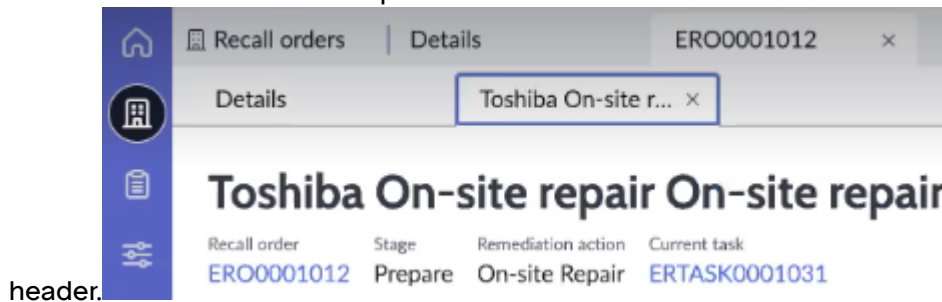 Recall orders Details ERO0001012 ×
Details Toshiba On-site r... ×
Toshiba On-site repair On-site repair
Recall order Stage Remediation action Current task
ERO0001012 Prepare On-site Repair ERTASK0001031
header.